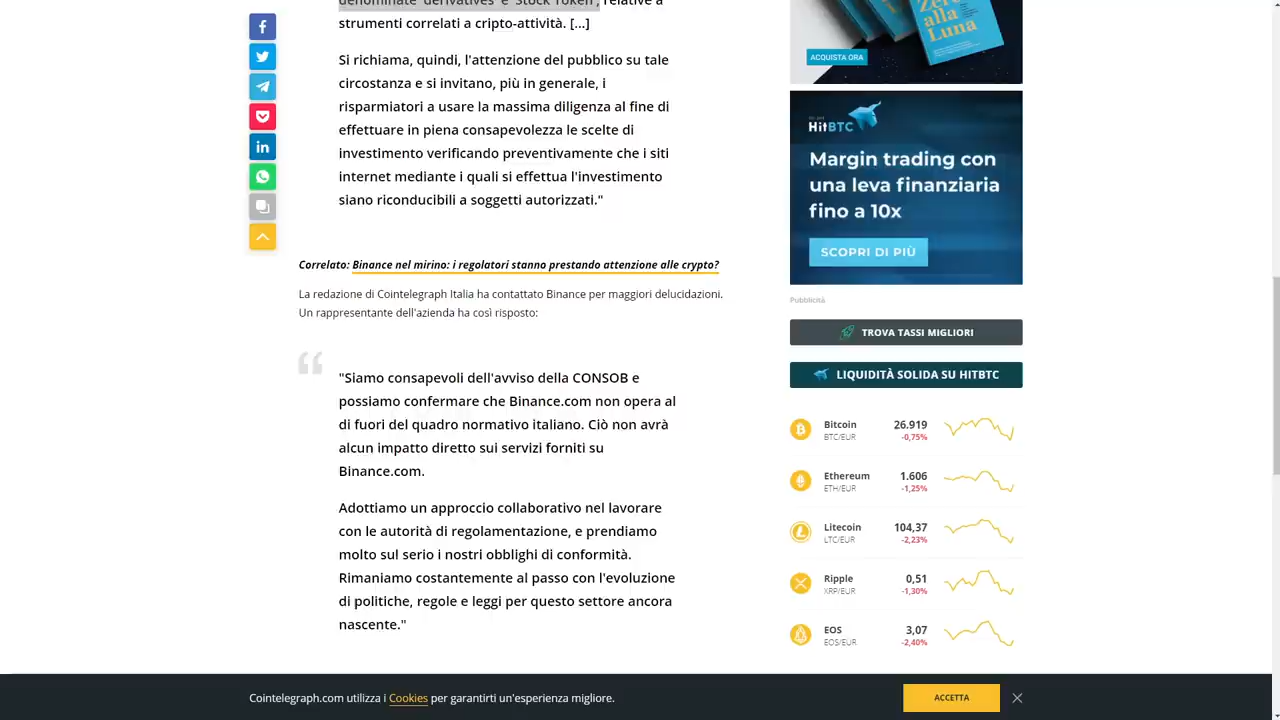 denominate 'derivatives' e 'Stock Token', relative a
strumenti correlati a cripto-attività. [...]
Si richiama, quindi, l'attenzione del pubblico su tale
circostanza e si invitano, più in generale, i
risparmiatori a usare la massima diligenza al fine di
effettuare in piena consapevolezza le scelte di
investimento verificando preventivamente che i siti
internet mediante i quali si effettua l'investimento
siano riconducibili a soggetti autorizzati."
Correlato: Binance nel mirino: i regolatori stanno prestando attenzione alle crypto?
La redazione di Cointelegraph Italia ha contattato Binance per maggiori delucidazioni.
Un rappresentante dell'azienda ha così risposto:
"Siamo consapevoli dell'avviso della CONSOB e
possiamo confermare che Binance.com non opera al
di fuori del quadro normativo italiano. Ciò non avrà
alcun impatto diretto sui servizi forniti su
Binance.com.
Adottiamo un approccio collaborativo nel lavorare
con le autorità di regolamentazione, e prendiamo
molto sul serio i nostri obblighi di conformità.
Rimaniamo costantemente al passo con l'evoluzione
di politiche, regole e leggi per questo settore ancora
nascente."
Zero
alla
Luna
ACQUISTA ORA
HitBTC
Margin trading con
una leva finanziaria
fino a 10x
SCOPRI DI PIÙ
Pubblicità
TROVA TASSI MIGLIORI
LIQUIDITÀ SOLIDA SU HITBTC
Bitcoin 26.919
BTC/EUR -0,75%
Ethereum 1.606
ETH/EUR -1,25%
Litecoin 104,37
LTC/EUR -2,23%
Ripple 0,51
XRP/EUR -1,30%
EOS 3,07
EOS/EUR -2,40%
Cointelegraph.com utilizza i Cookies per garantirti un'esperienza migliore.
ACCETTA